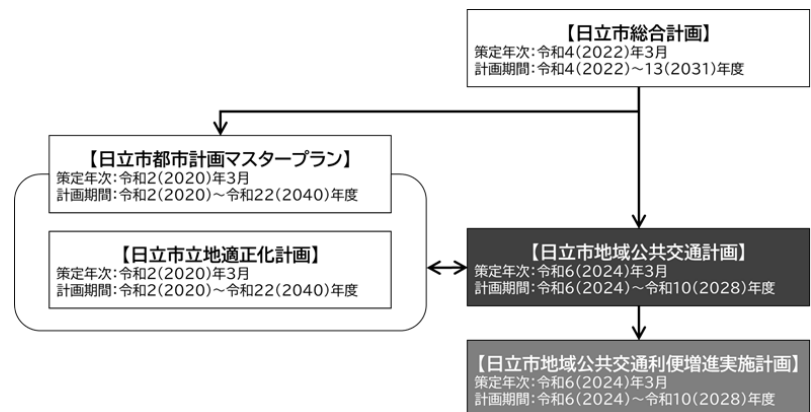 【日立市総合計画】
策定年次:令和4(2022)年3月
計画期間:令和4(2022)～13(2031)年度
【日立市都市計画マスタープラン】
策定年次:令和2(2020)年3月
計画期間:令和2(2020)～令和22(2040)年度
【日立市立地適正化計画】
策定年次:令和2(2020)年3月
計画期間:令和2(2020)～令和22(2040)年度
【日立市地域公共交通計画】
策定年次:令和6(2024)年3月
計画期間:令和6(2024)～令和10(2028)年度
【日立市地域公共交通利便増進実施計画】
策定年次:令和6(2024)年3月
計画期間:令和6(2024)～令和10(2028)年度